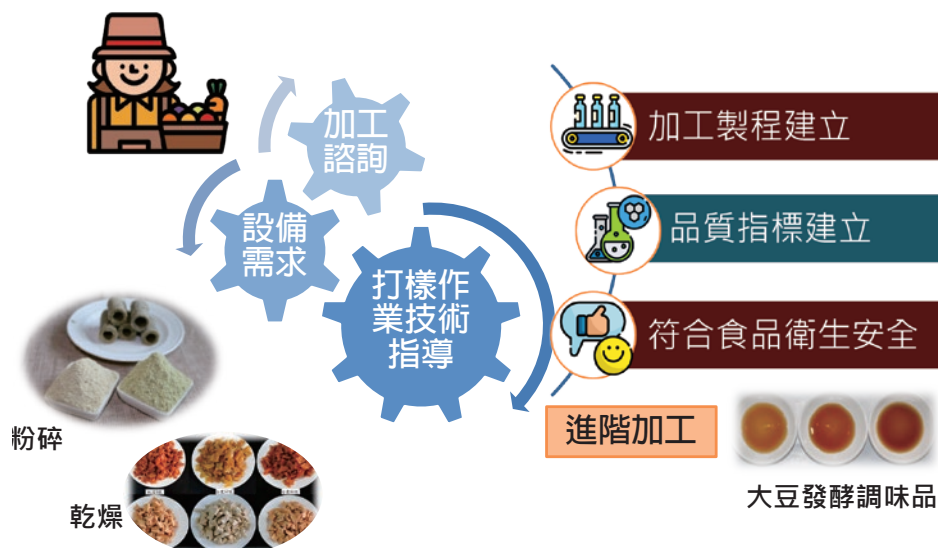 加工
諮詢
設備
需求
打樣作
業技術
指導
加工製程建立
品質指標建立
符合食品衛生安全
進階加工
粉碎
乾燥
大豆發酵調味品